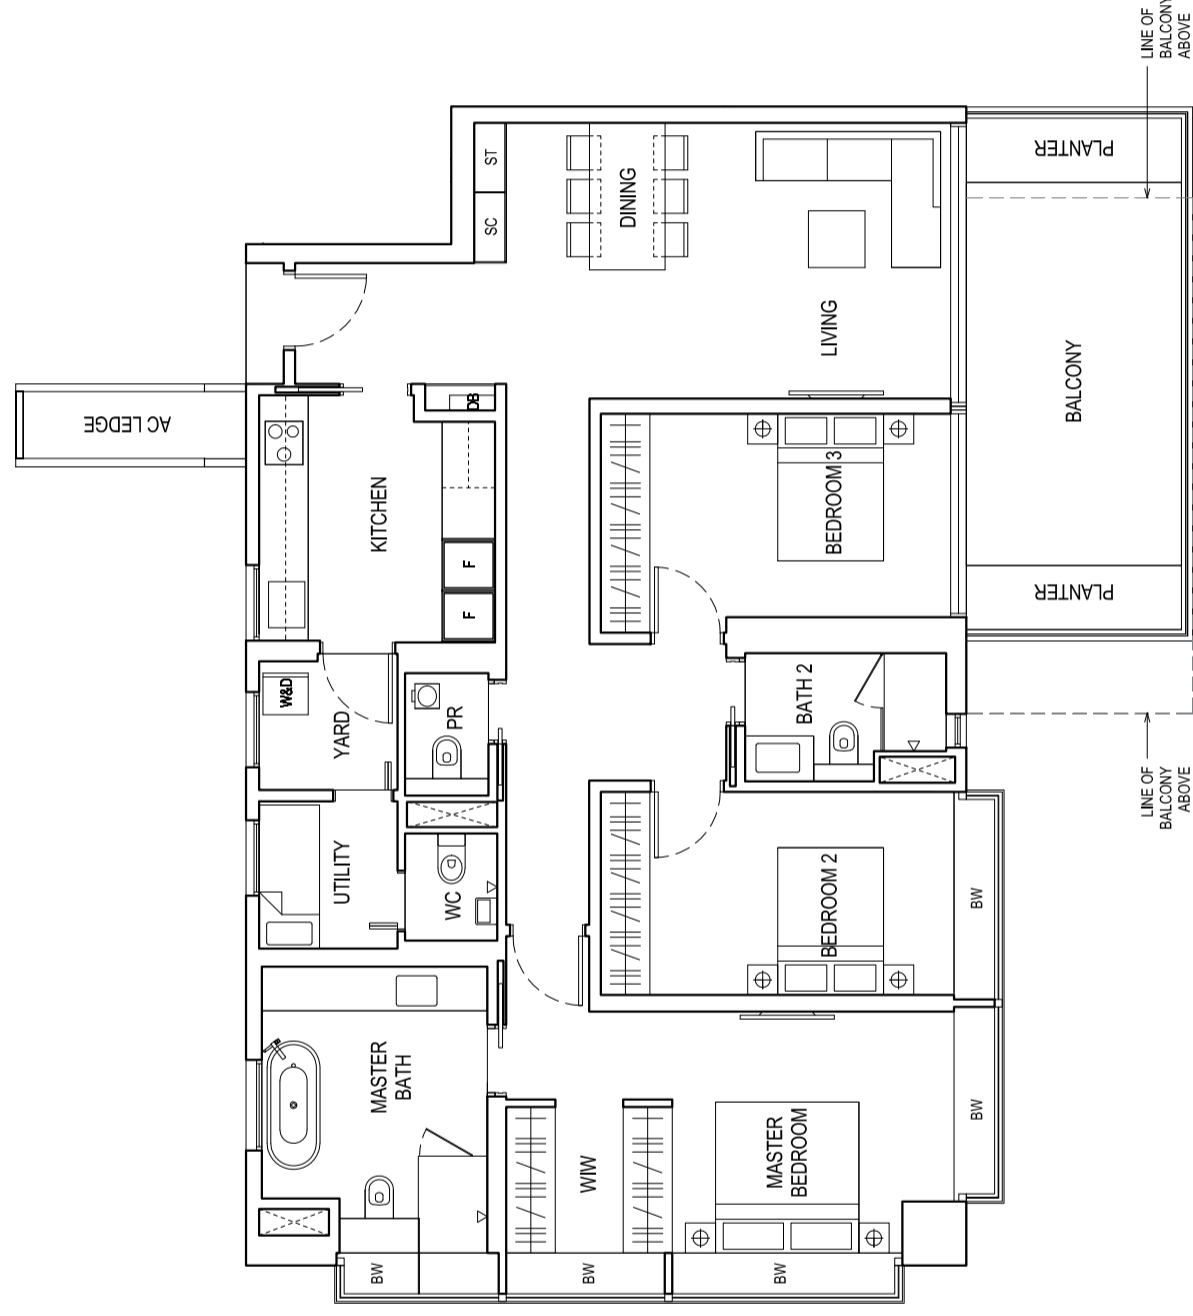 LINE OF
BALCONY
ABOVE
PLANTER
ST
SC
DINING
LIVING
BALCONY
AC LEDGE
DB
KITCHEN
BEDROOM 3
F
F
PLANTER
W&D
YARD
PR
BATH 2
LINE OF
BALCONY
ABOVE
UTILITY
WC
BEDROOM 2
BW
MASTER
BATH
WIW
MASTER
BEDROOM
BW
BW
BW
BW